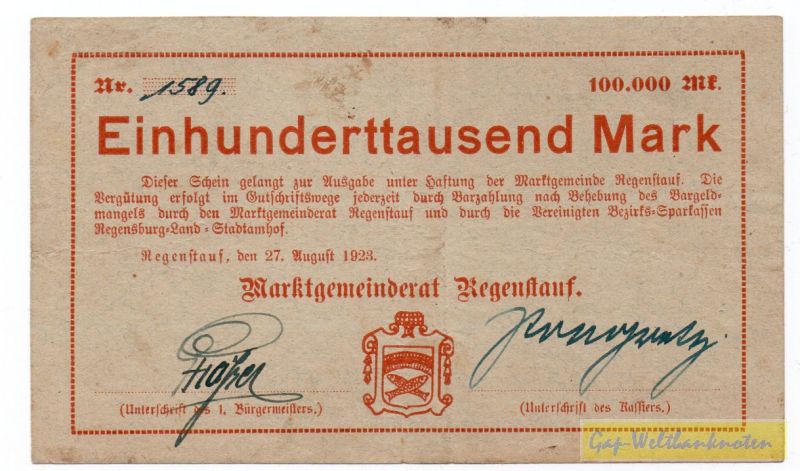 Nr. 1589. 100.000 Mk.
Einhunderttausend Mark
Dieser Schein gelangt zur Ausgabe unter Haftung der Marktgemeinde Regenstauf. Die
Vergütung erfolgt im Gutschriftswege jederzeit durch Barzahlung nach Behebung des Bargeld-
mangels durch den Marktgemeinderat Regenstauf und durch die Vereinigten Bezirks-Sparkassen
Regensburg-Land-Stadtamhof.
Regenstauf, den 27. August 1923.
Marktgemeinderat Regenstauf.
(Unterschrift des 1. Bürgermeisters.) (Unterschrift des Kassiers.)
Gap-Weltbanknoten